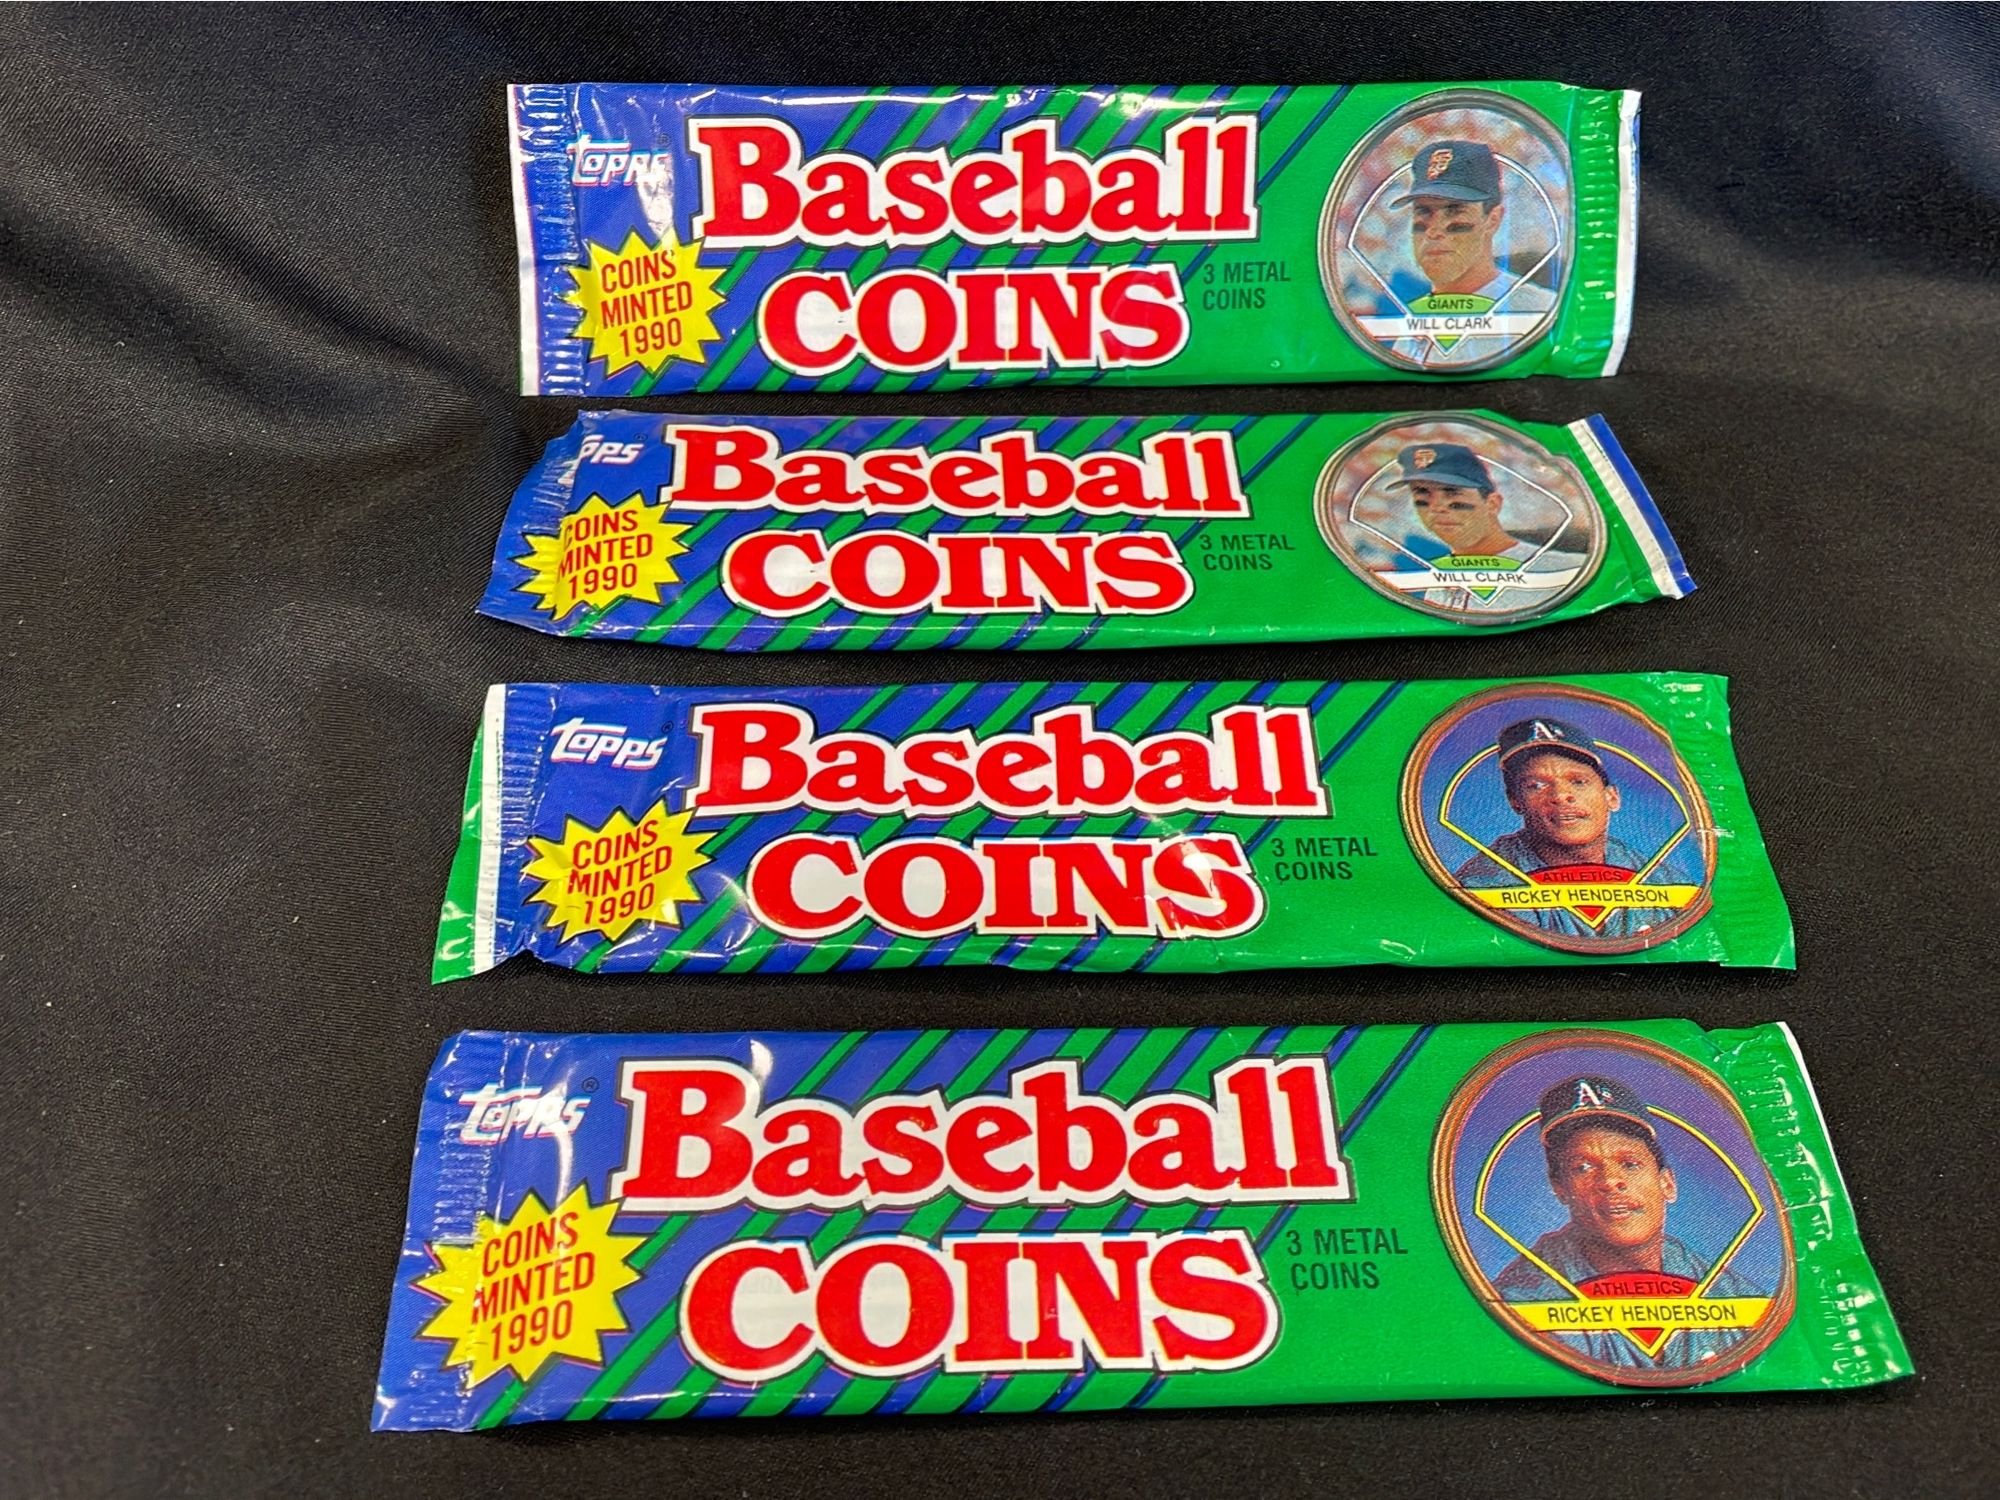 topps
Baseball
COINS
COINS
MINTED
1990
3 METAL
COINS
GIANTS
WILL CLARK
Baseball
COINS
COINS
MINTED
1990
3 METAL
COINS
GIANTS
WILL CLARK
topps
Baseball
COINS
COINS
MINTED
1990
3 METAL
COINS
ATHLETICS
RICKEY HENDERSON
topps
Baseball
COINS
COINS
MINTED
1990
3 METAL
COINS
ATHLETICS
RICKEY HENDERSON